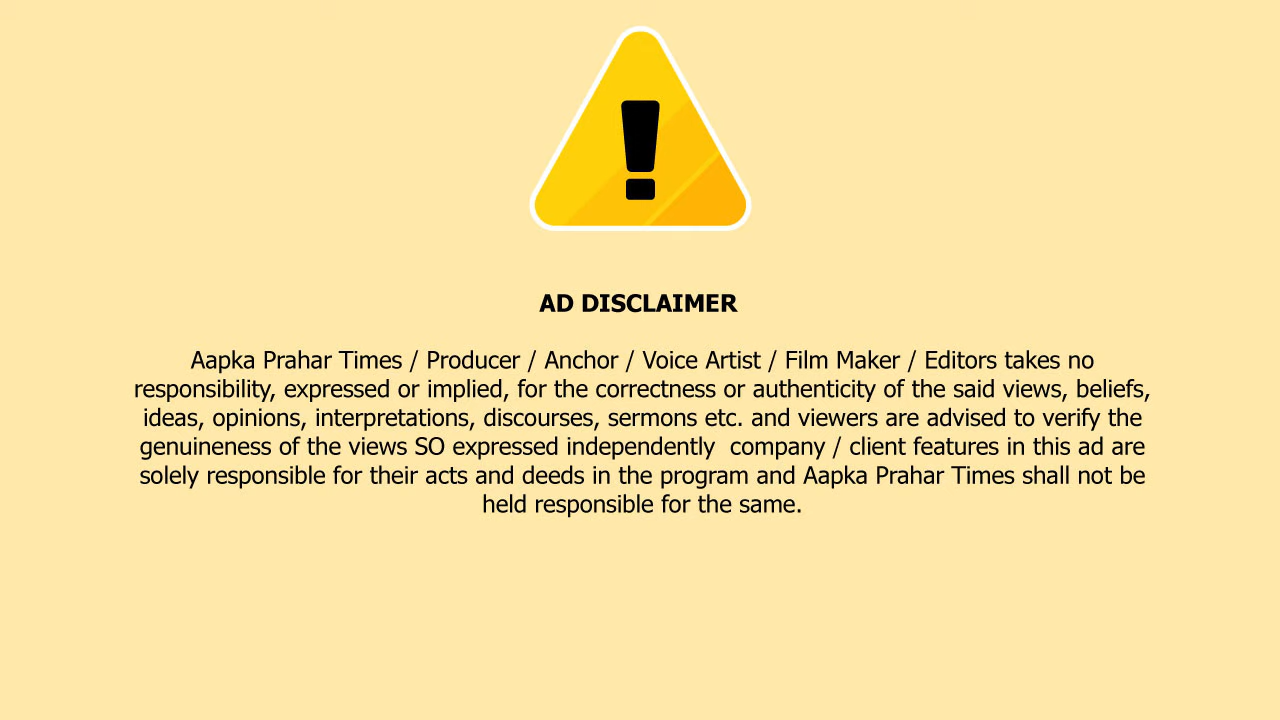 AD DISCLAIMER
Aapka Prahar Times / Producer / Anchor / Voice Artist / Film Maker / Editors takes no
responsibility, expressed or implied, for the correctness or authenticity of the said views, beliefs,
ideas, opinions, interpretations, discourses, sermons etc. and viewers are advised to verify the
genuineness of the views SO expressed independently  company / client features in this ad are
solely responsible for their acts and deeds in the program and Aapka Prahar Times shall not be
held responsible for the same.